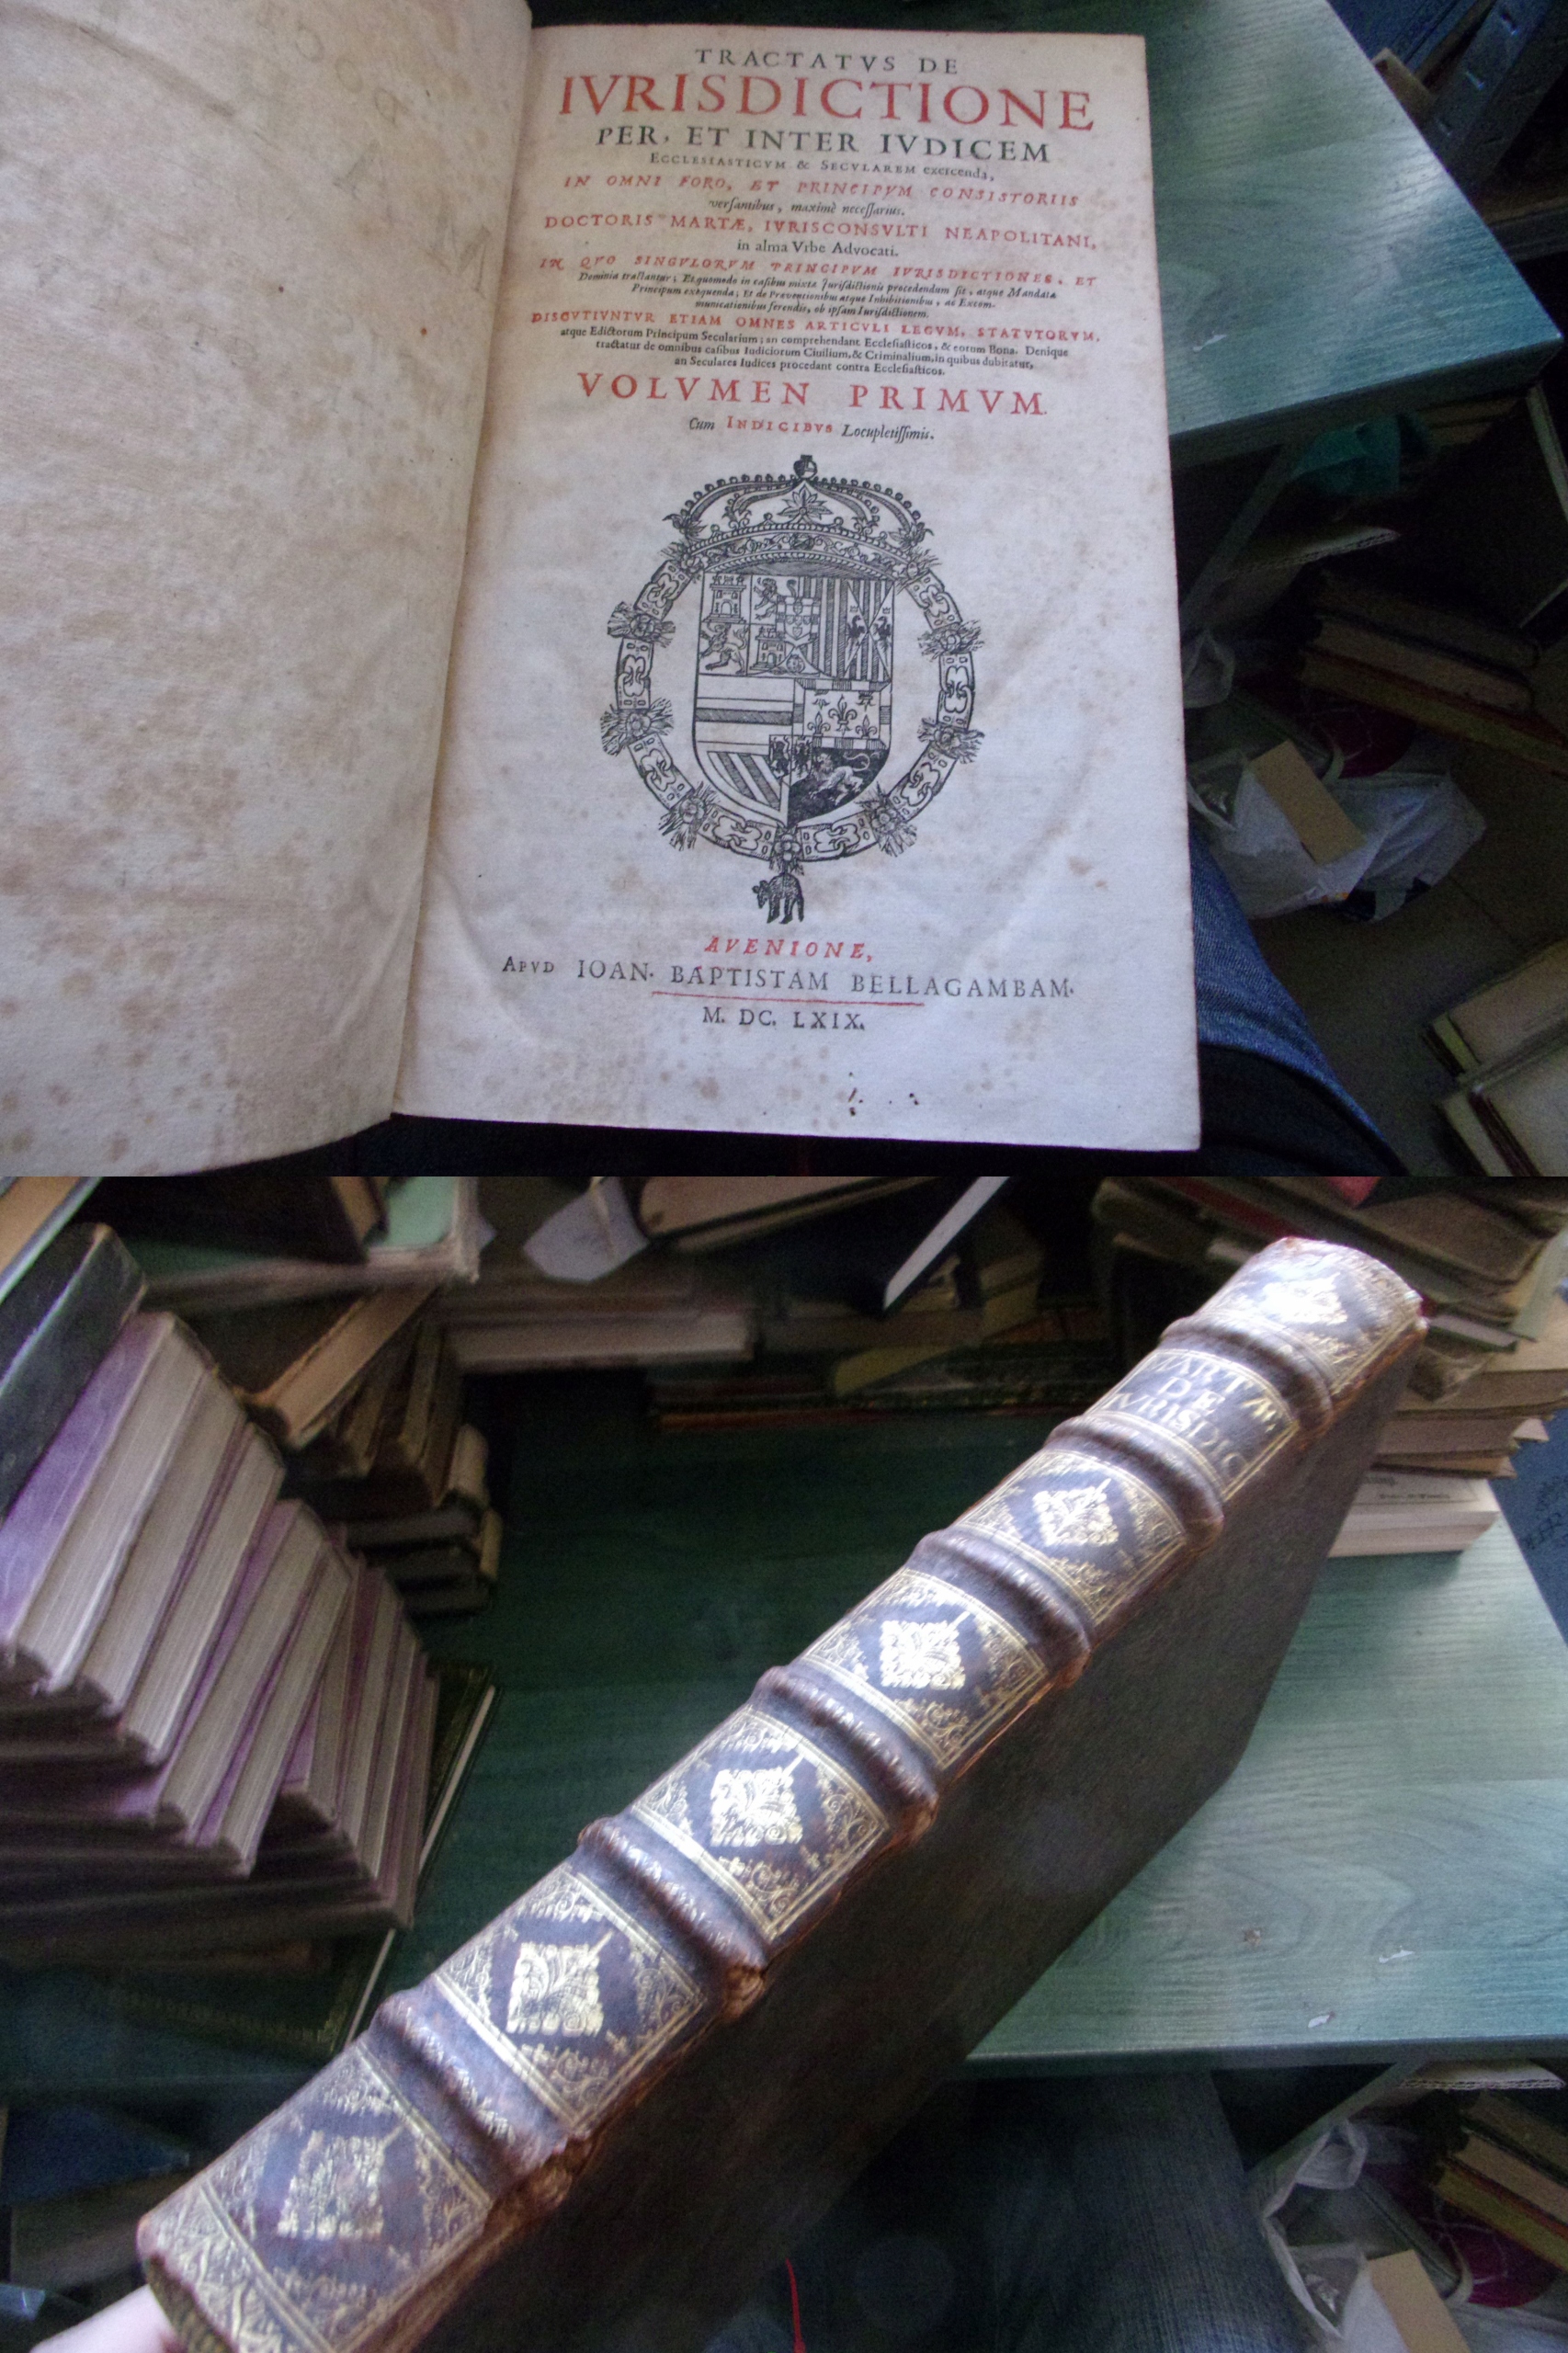 TRACTATVS DE
IVRISDICTIONE
PER, ET INTER IVDICEM
ECCLESIASTICVM & SECVLAREM exercenda,
IN OMNI FORO, ET PRINCIPVM CONSISTORIIS
versantibus, maximè necessarius.
DOCTORIS MARTÆ, IVRISCONSVLTI NEAPOLITANI,
in alma Vrbe Advocati.
IN QVO SINGVLORVM PRINCIPVM IVRISDICTIONES, ET
Dominia tractantur; Et quomodo in casibus mixta Jurisdictionis procedendum sit, atque Mandata
Principum exequenda; Et de Praeventionibus atque Inhibitionibus, ac Excom-
municationibus ferendis, ob ipsam Iurisdictionem.
DISCVTIVNTVR ETIAM OMNES ARTICVLI LEGVM, STATVTORVM,
atque Edictorum Principum Secularium; an comprehendant Ecclesiasticos, & eorum Bona. Denique
tractatur de omnibus casibus Iudiciorum Ciuilium, & Criminalium, in quibus dubitatur,
an Seculares Iudices procedant contra Ecclesiasticos.
VOLVMEN PRIMVM.
Cum INDICIBVS Locupletissimis.
AVENIONE,
APVD IOAN. BAPTISTAM BELLAGAMBAM.
M. DC. LXIX.
MARTÆ
DE
IVRISDIC